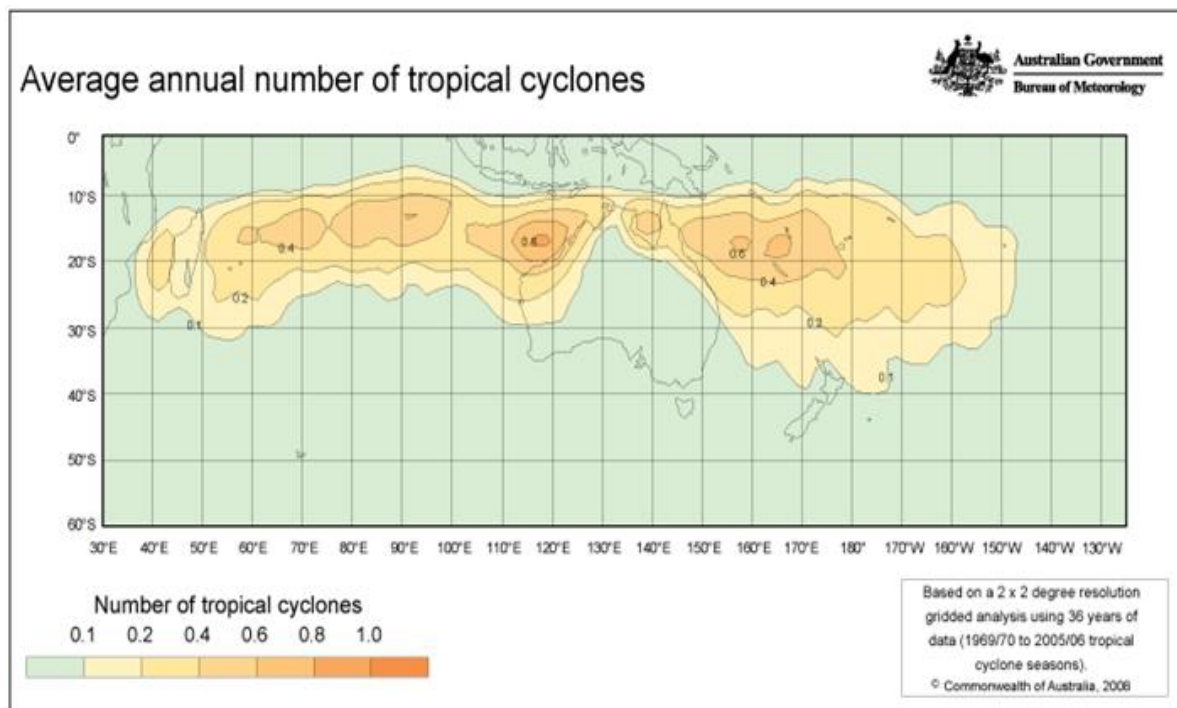 Average annual number of tropical cyclones
Australian Government
Bureau of Meteorology
0°
10°S
20°S
30°S
40°S
50°S
60°S
0.1
0.2
0.4
0.8
0.6
0.4
0.2
0.1
30°E 40°E 50°E 60°E 70°E 80°E 90°E 100°E 110°E 120°E 130°E 140°E 150°E 160°E 170°E 180° 170°W 160°W 150°W 140°W 130°W
Number of tropical cyclones
0.1 0.2 0.4 0.6 0.8 1.0
Based on a 2 x 2 degree resolution
gridded analysis using 36 years of
data (1969/70 to 2005/06 tropical
cyclone seasons).
© Commonwealth of Australia, 2008